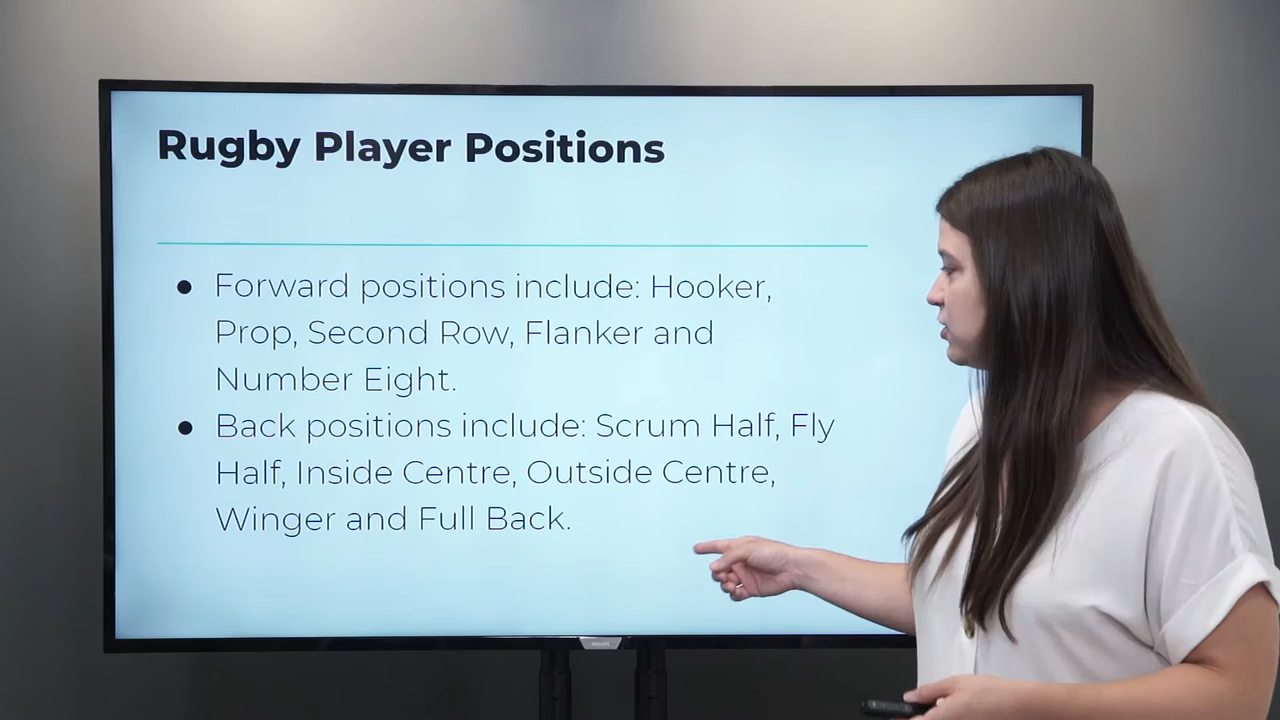 Rugby Player Positions
Forward positions include: Hooker,
Prop, Second Row, Flanker and
Number Eight.
Back positions include: Scrum Half, Fly
Half, Inside Centre, Outside Centre,
Winger and Full Back.